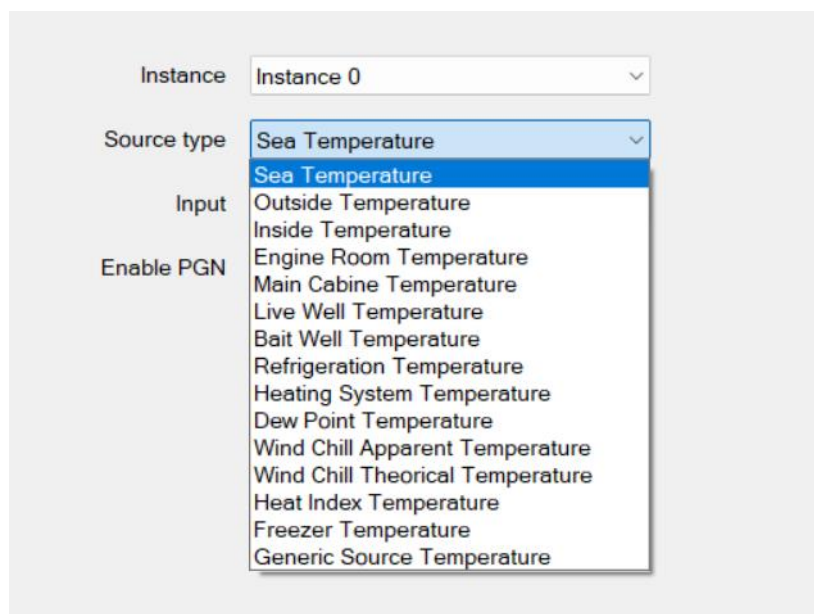 Instance Instance 0
Source type Sea Temperature
Sea Temperature
Input Outside Temperature
Inside Temperature
Enable PGN Engine Room Temperature
Main Cabine Temperature
Live Well Temperature
Bait Well Temperature
Refrigeration Temperature
Heating System Temperature
Dew Point Temperature
Wind Chill Apparent Temperature
Wind Chill Theorical Temperature
Heat Index Temperature
Freezer Temperature
Generic Source Temperature